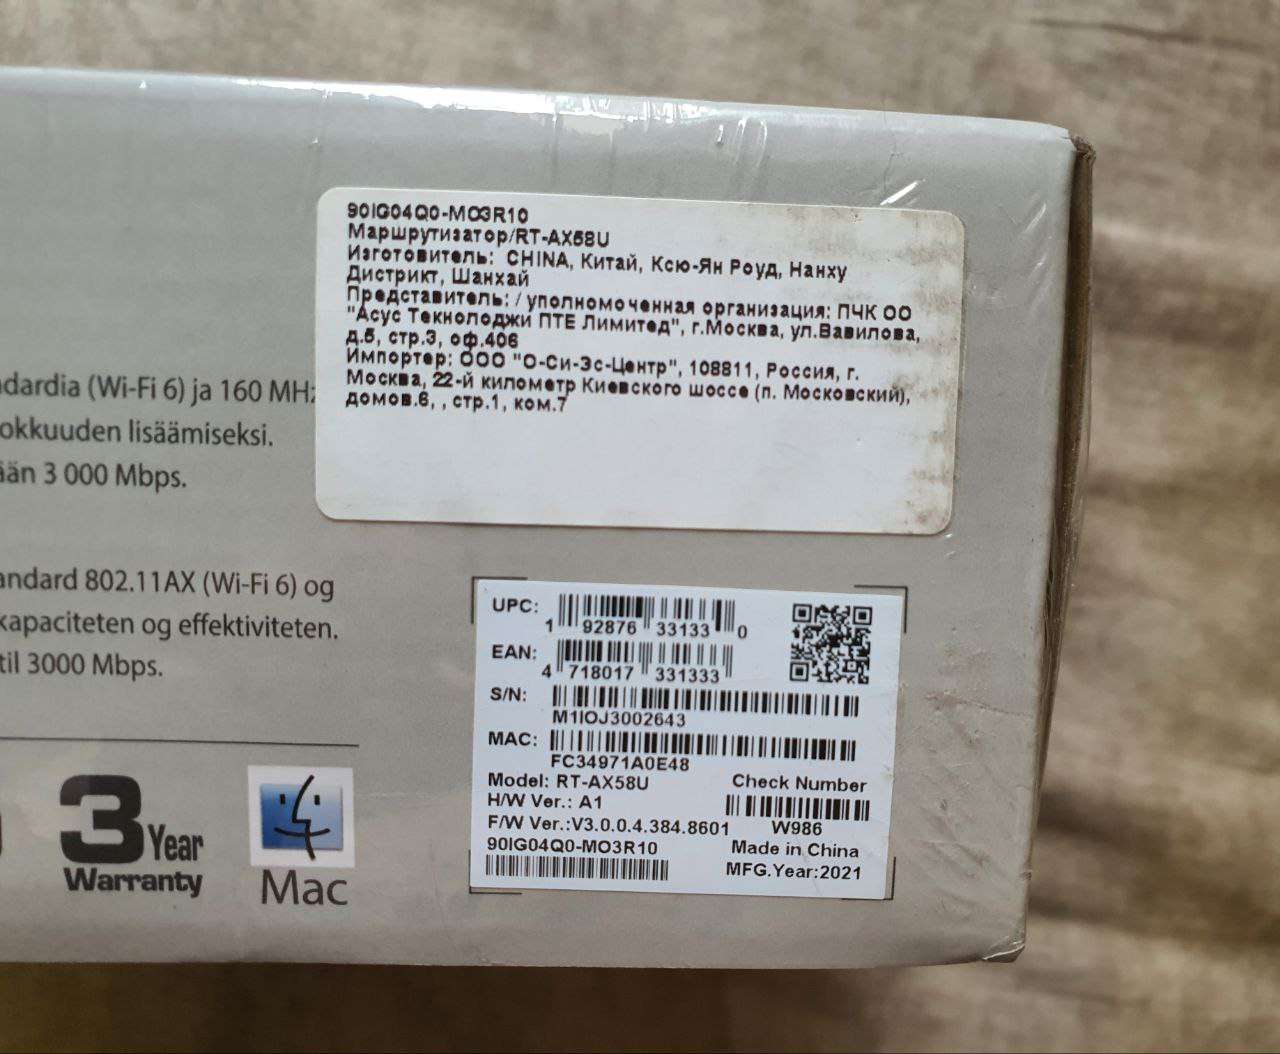 90IG04Q0-MO3R10
Маршрутизатор/RT-AX58U
Изготовитель: CHINA, Китай, Ксю-Ян Роуд, Нанху
Дистрикт, Шанхай
Представитель: / уполномоченная организация: ПЧК ОО
"Асус Текнолоджи ПТЕ Лимитед", г.Москва, ул.Вавилова,
д.5, стр.3, оф.406
Импортер: ООО "О-Си-Эс-Центр", 108811, Россия, г.
Москва, 22-й километр Киевского шоссе (п. Московский),
домов.6, , стр.1, ком.7
ndardia (Wi-Fi 6) ja 160 MHz
okkuuden lisäämiseksi.
ään 3 000 Mbps.
andard 802.11AX (Wi-Fi 6) og
kapaciteten og effektiviteten.
til 3000 Mbps.
3 Year
Warranty
Mac
UPC:
1 92876 33133 0
EAN:
4 718017 331333
S/N:
M1IOJ3002643
MAC:
FC34971A0E48
Model: RT-AX58U
H/W Ver.: A1
F/W Ver.:V3.0.0.4.384.8601
90IG04Q0-MO3R10
Check Number
W986
Made in China
MFG.Year:2021